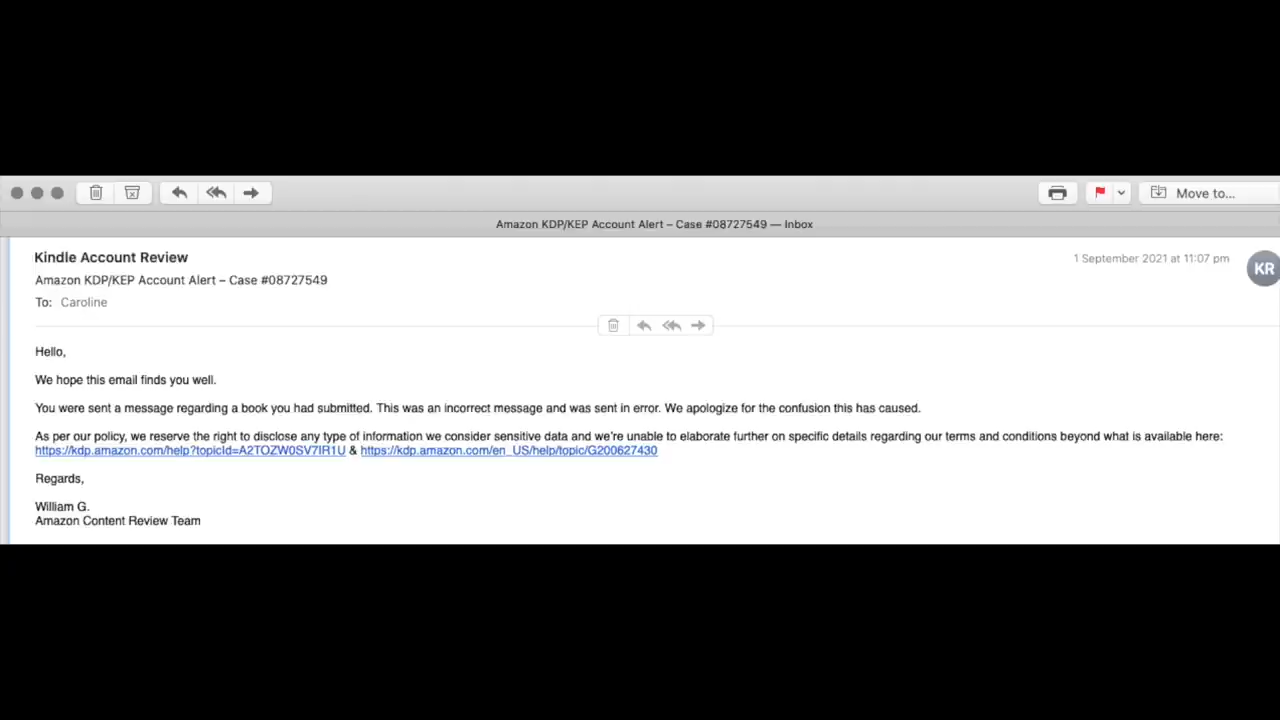 Move to...
Amazon KDP/KEP Account Alert – Case #08727549 — Inbox
Kindle Account Review
1 September 2021 at 11:07 pm
KR
Amazon KDP/KEP Account Alert – Case #08727549
To: Caroline
Hello,
We hope this email finds you well.
You were sent a message regarding a book you had submitted. This was an incorrect message and was sent in error. We apologize for the confusion this has caused.
As per our policy, we reserve the right to disclose any type of information we consider sensitive data and we're unable to elaborate further on specific details regarding our terms and conditions beyond what is available here:
https://kdp.amazon.com/help?topicId=A2TOZW0SV7IR1U & https://kdp.amazon.com/en_US/help/topic/G200627430
Regards,
William G.
Amazon Content Review Team